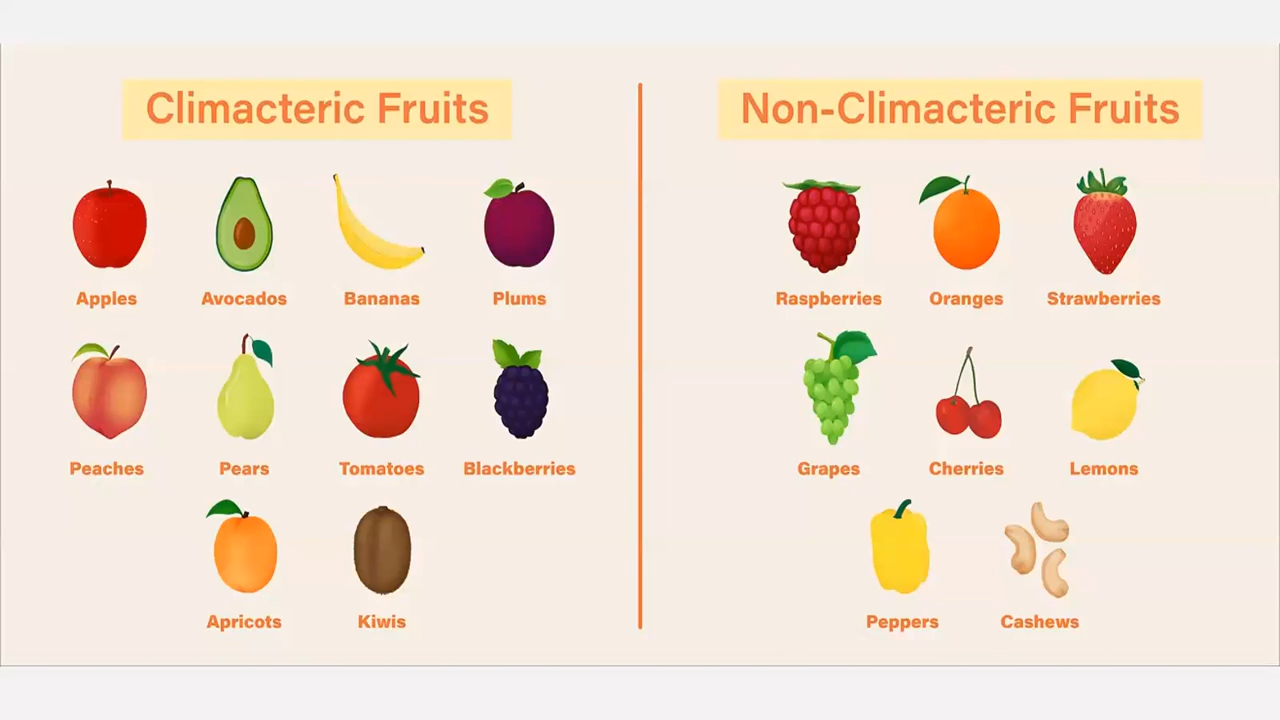 Climacteric Fruits
Apples Avocados Bananas Plums
Peaches Pears Tomatoes Blackberries
Apricots Kiwis
Non-Climacteric Fruits
Raspberries Oranges Strawberries
Grapes Cherries Lemons
Peppers Cashews